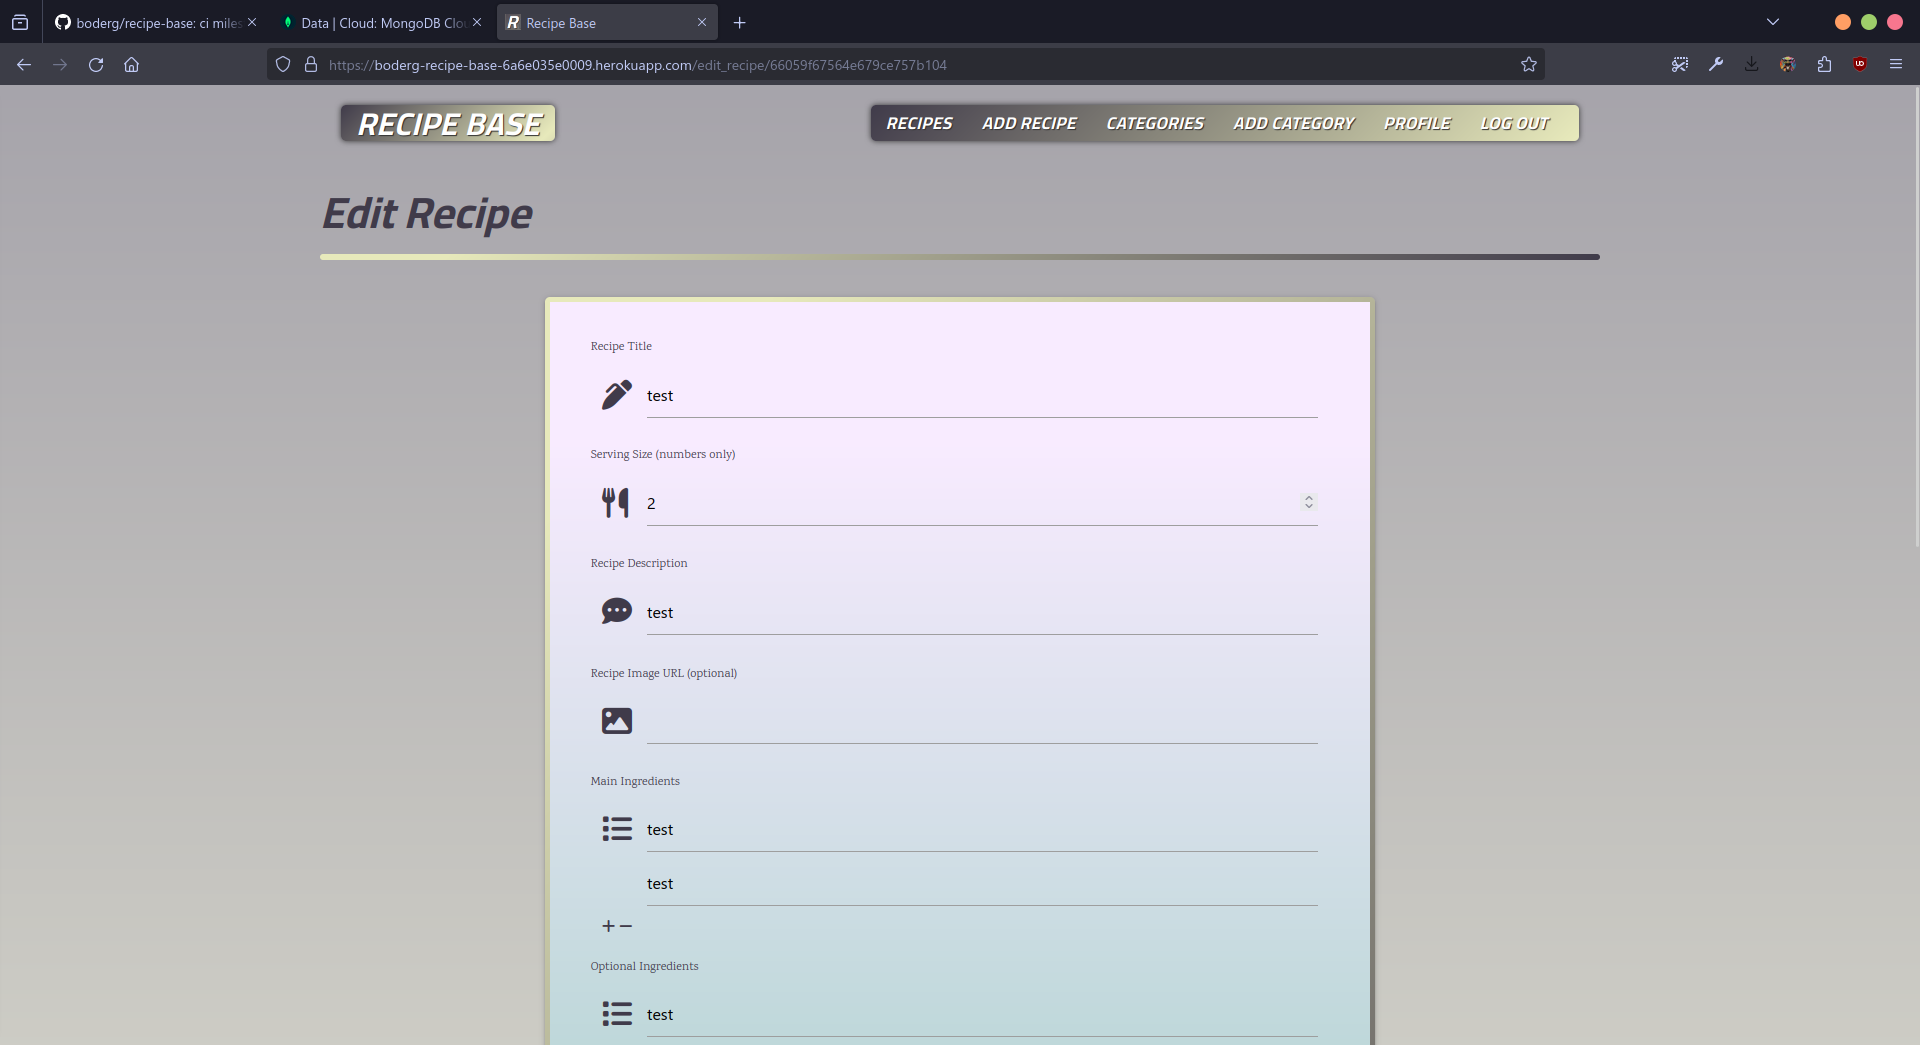 boderg/recipe-base: ci miles
Data | Cloud: MongoDB Clou
Recipe Base
https://boderg-recipe-base-6a6e035e0009.herokuapp.com/edit_recipe/66059f67564e679ce757b104
RECIPE BASE
RECIPES ADD RECIPE CATEGORIES ADD CATEGORY PROFILE LOG OUT
Edit Recipe
Recipe Title
test
Serving Size (numbers only)
2
Recipe Description
test
Recipe Image URL (optional)
Main Ingredients
test
test
Optional Ingredients
test